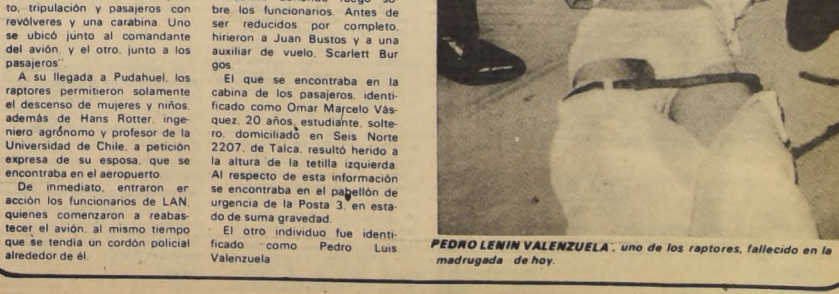 to, tripulación y pasajeros con
revólveres y una carabina. Uno
se ubicó junto al comandante
del avión, y el otro, junto a los
pasajeros".
A su llegada a Pudahuel, los
raptores permitieron solamente
el descenso de mujeres y niños,
además de Hans Rotter, inge-
niero agrónomo y profesor de la
Universidad de Chile, a petición
expresa de su esposa, que se
encontraba en el aeropuerto.
De inmediato, entraron er
acción los funcionarios de LAN,
quienes comenzaron a reabas-
tecer el avión, al mismo tiempo
que se tendía un cordón policial
alrededor de él.
bre los funcionarios. Antes de
ser reducidos por completo,
hirieron a Juan Bustos y a una
auxiliar de vuelo, Scarlett Bur
gos.
El que se encontraba en la
cabina de los pasajeros, identi-
ficado como Omar Marcelo Vás-
quez, 20 años, estudiante, solte-
ro, domiciliado en Seis Norte
2207, de Talca, resultó herido a
la altura de la tetilla izquierda.
Al respecto de esta información
se encontraba en el pabellón de
urgencia de la Posta 3, en esta-
do de suma gravedad.
El otro individuo fue identi-
ficado como Pedro Luis
Valenzuela
PEDRO LENIN VALENZUELA, uno de los raptores, fallecido en la
madrugada de hoy.